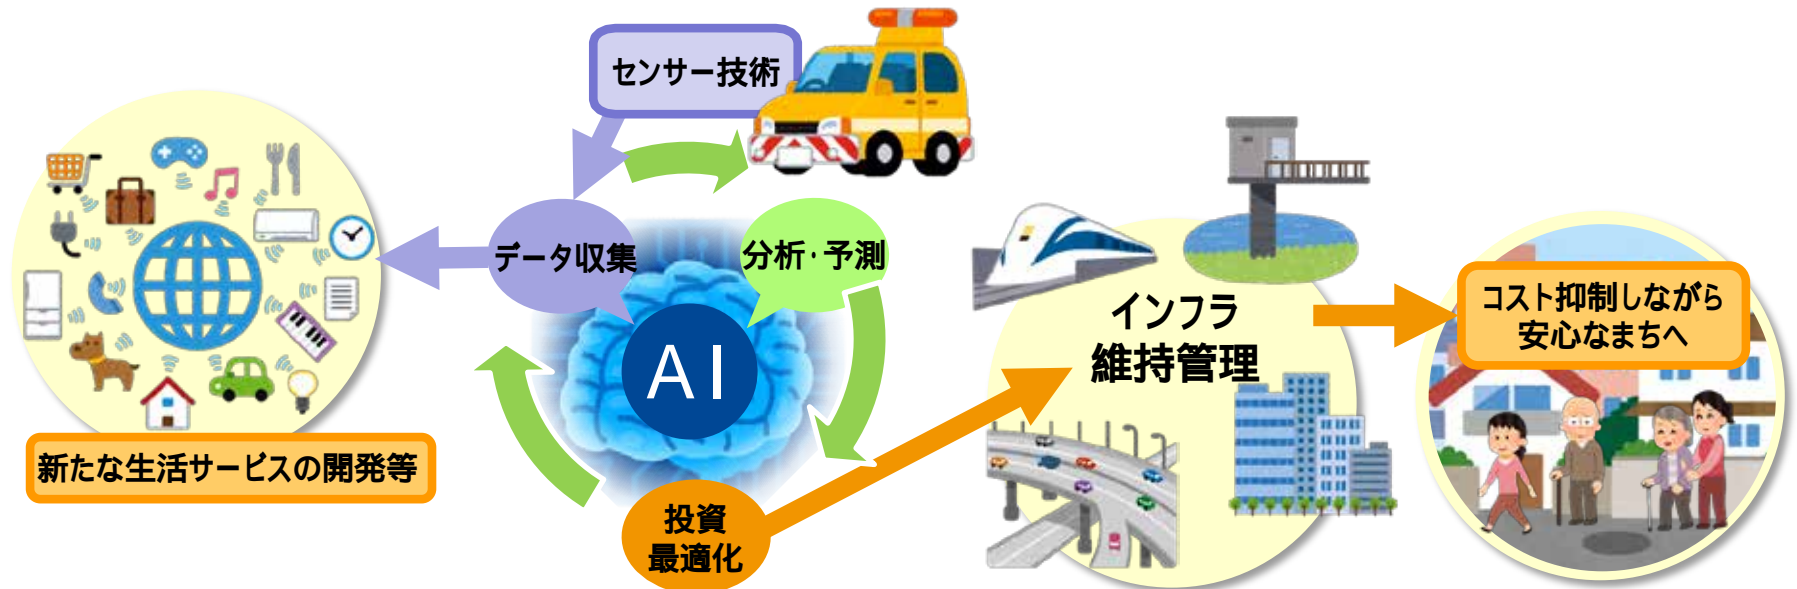 センサー技術
データ収集
分析・予測
AI
投資
最適化
新たな生活サービスの開発等
インフラ
維持管理
コスト抑制しながら
安心なまちへ